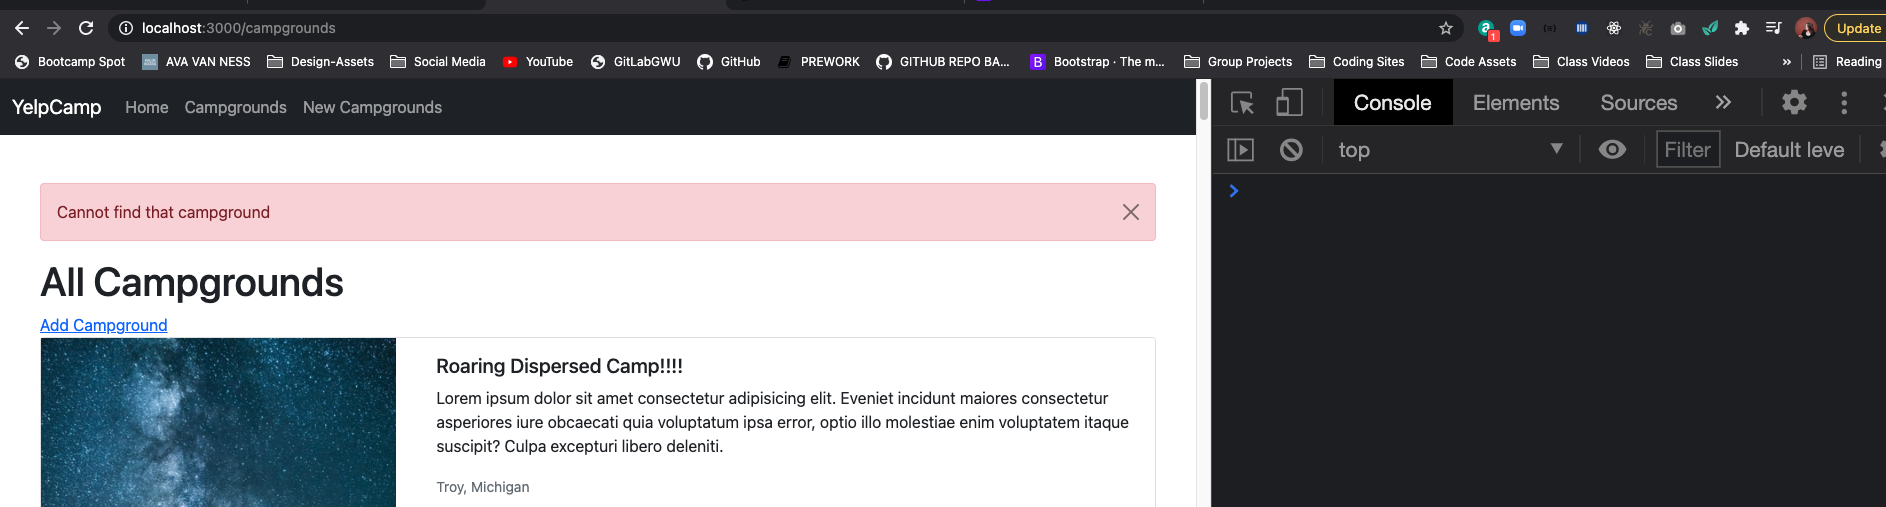 localhost:3000/campgrounds
1
Update
Bootcamp Spot AVA VAN NESS Design-Assets Social Media YouTube GitLabGWU GitHub PREWORK GITHUB REPO BA... B Bootstrap · The m... Group Projects Coding Sites Code Assets Class Videos Class Slides » Reading
YelpCamp Home Campgrounds New Campgrounds
Console Elements Sources »
top Filter Default leve
Cannot find that campground
All Campgrounds
Add Campground
Roaring Dispersed Camp!!!!
Lorem ipsum dolor sit amet consectetur adipisicing elit. Eveniet incidunt maiores consectetur
asperiores iure obcaecati quia voluptatum ipsa error, optio illo molestiae enim voluptatem itaque
suscipit? Culpa excepturi libero deleniti.
Troy, Michigan